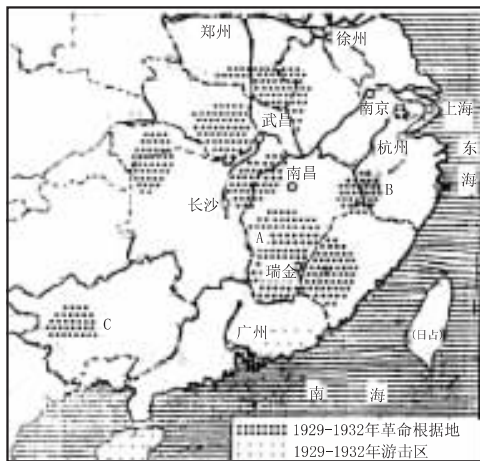 郑州
徐州
南京
上海
武昌
杭州
东
海
南昌
B
长沙
A
瑞金
C
广州
(日占)
南 海
1929-1932年革命根据地
1929-1932年游击区